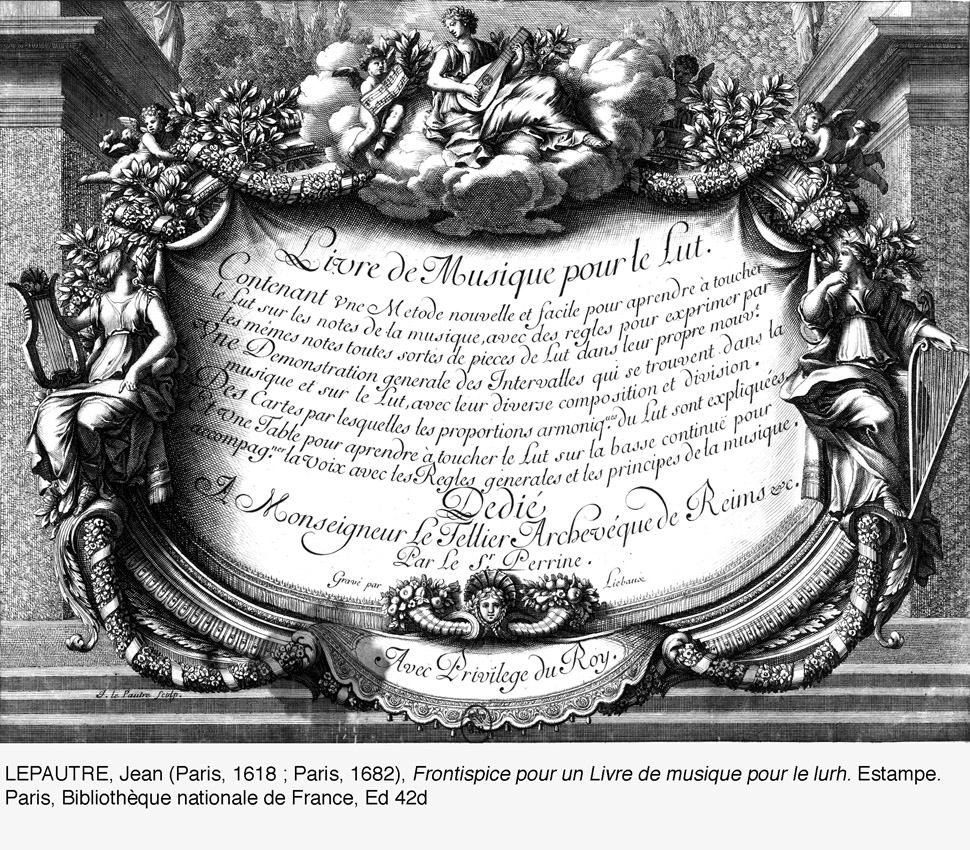 Livre de Musique pour le Lut.
Contenant vne Metode nouvelle et facile pour aprendre à toucher
le Lut sur les notes de la musique, avec des regles pour exprimer par
les mêmes notes toutes sortés de pieces de Lut dans leur propre mouv.t
Vne Demonstration generale des Intervalles qui se trouvent dans la
musique et sur le Lut, avec leur diverse composition et division.
Des Cartes par lesquelles les proportions armoniq.ues du Lut sont expliquées
Et vne Table pour aprendre à toucher le Lut sur la basse continue pour
accompag.ner la voix avec les Regles generales et les principes de la musique.
Dedié
A Monseigneur Le Tellier Archevéque de Reims &c.
Par Le Sr. Perrine.
Gravé par Liebaux
Avec Privilege du Roy.
J. le Pautre sculp.
LEPAUTRE, Jean (Paris, 1618 ; Paris, 1682), Frontispice pour un Livre de musique pour le lurh. Estampe.
Paris, Bibliothèque nationale de France, Ed 42d